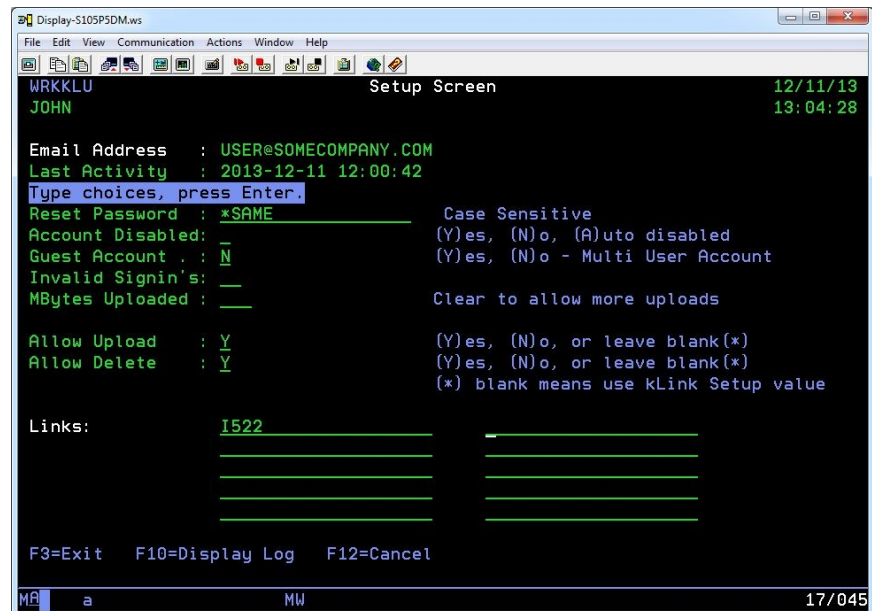 Display-S105P5DM.ws
File Edit View Communication Actions Window Help
WRKKLU Setup Screen 12/11/13
JOHN 13:04:28
Email Address : USER@SOMECOMPANY.COM
Last Activity : 2013-12-11 12:00:42
Type choices, press Enter.
Reset Password : *SAME Case Sensitive
Account Disabled: _ (Y)es, (N)o, (A)uto disabled
Guest Account . : N (Y)es, (N)o - Multi User Account
Invalid Signin's: __
MBytes Uploaded : ___ Clear to allow more uploads
Allow Upload : Y (Y)es, (N)o, or leave blank(*)
Allow Delete : Y (Y)es, (N)o, or leave blank(*)
(*) blank means use kLink Setup value
Links: I522
F3=Exit F10=Display Log F12=Cancel
MA a MW 17/045